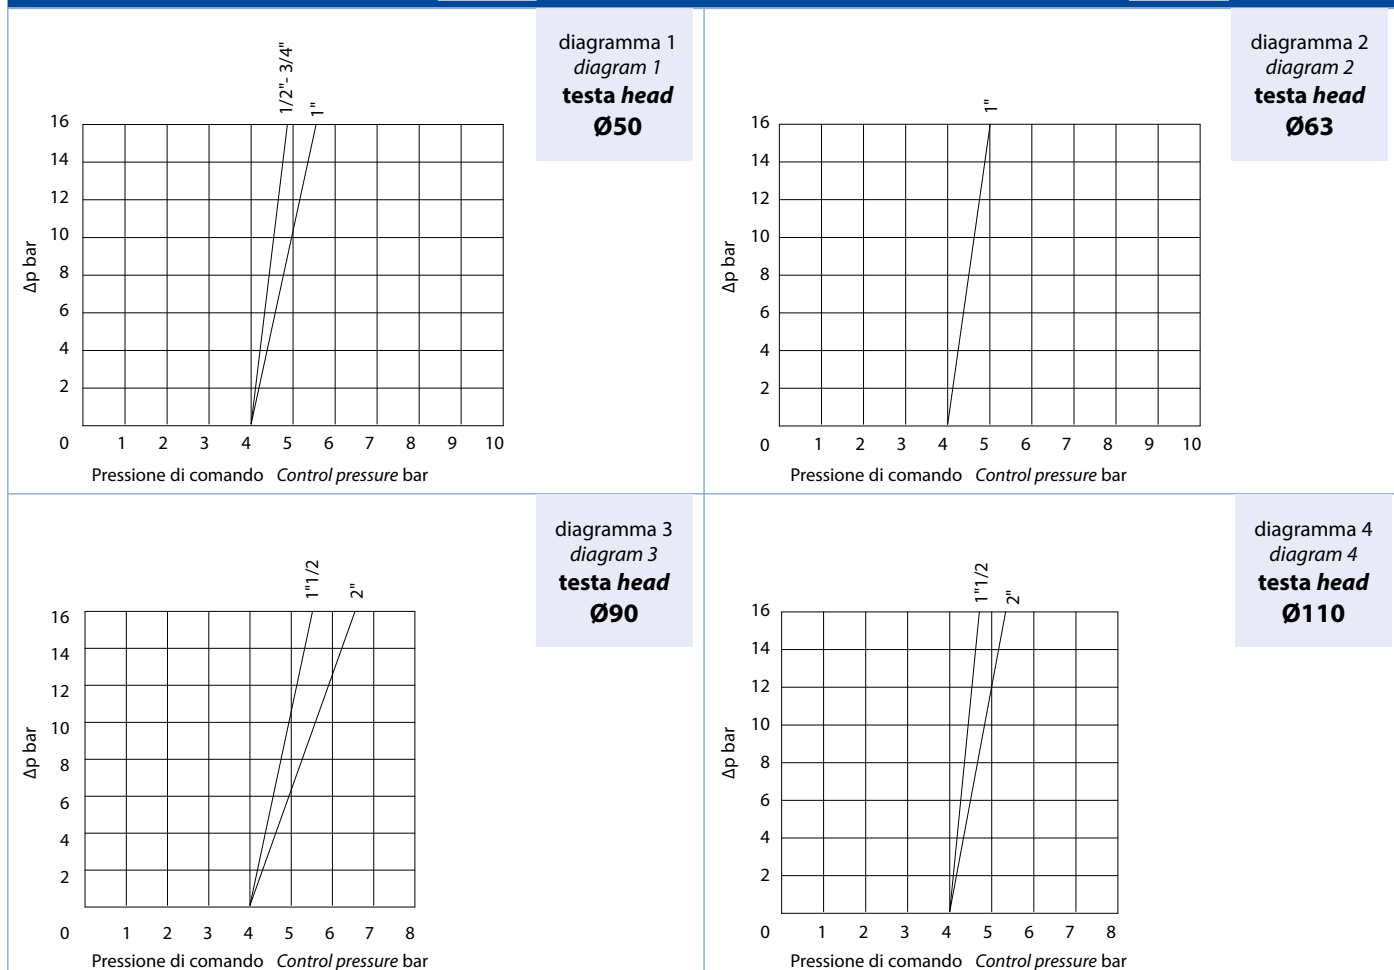 1/2"- 3/4"
1"
diagramma 1
diagram 1
testa head
Ø50
16
14
12
10
8
6
4
2
0
Δp bar
1 2 3 4 5 6 7 8 9 10
Pressione di comando Control pressure bar
1"
diagramma 2
diagram 2
testa head
Ø63
16
14
12
10
8
6
4
2
0
Δp bar
1 2 3 4 5 6 7 8 9 10
Pressione di comando Control pressure bar
1"1/2
2"
diagramma 3
diagram 3
testa head
Ø90
16
14
12
10
8
6
4
2
0
Δp bar
1 2 3 4 5 6 7 8
Pressione di comando Control pressure bar
1"1/2
2"
diagramma 4
diagram 4
testa head
Ø110
16
14
12
10
8
6
4
2
0
Δp bar
1 2 3 4 5 6 7 8
Pressione di comando Control pressure bar